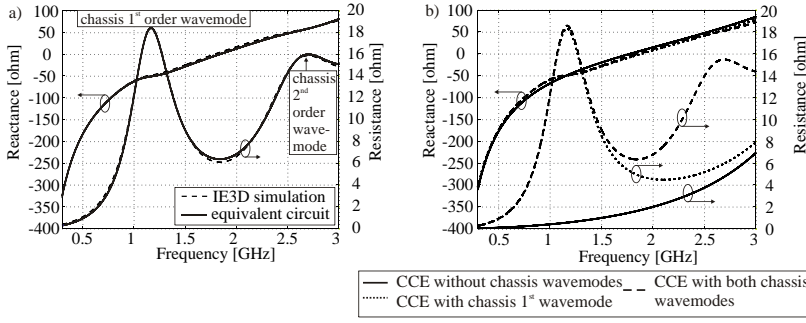 a)
chassis 1st order wavemode
Reactance [ohm]
100
50
0
-50
-100
-150
-200
-250
-300
-350
-400
20
18
16
14
12
10
8
6
4
2
0
Resistance [ohm]
chassis
2nd
order
wave-
mode
IE3D simulation
equivalent circuit
0.5 1 1.5 2 2.5 3
Frequency [GHz]
b)
Reactance [ohm]
100
50
0
-50
-100
-150
-200
-250
-300
-350
-400
20
18
16
14
12
10
8
6
4
2
0
Resistance [ohm]
0.5 1 1.5 2 2.5 3
Frequency [GHz]
CCE without chassis wavemodes
CCE with chassis 1st wavemode
CCE with both chassis
wavemodes